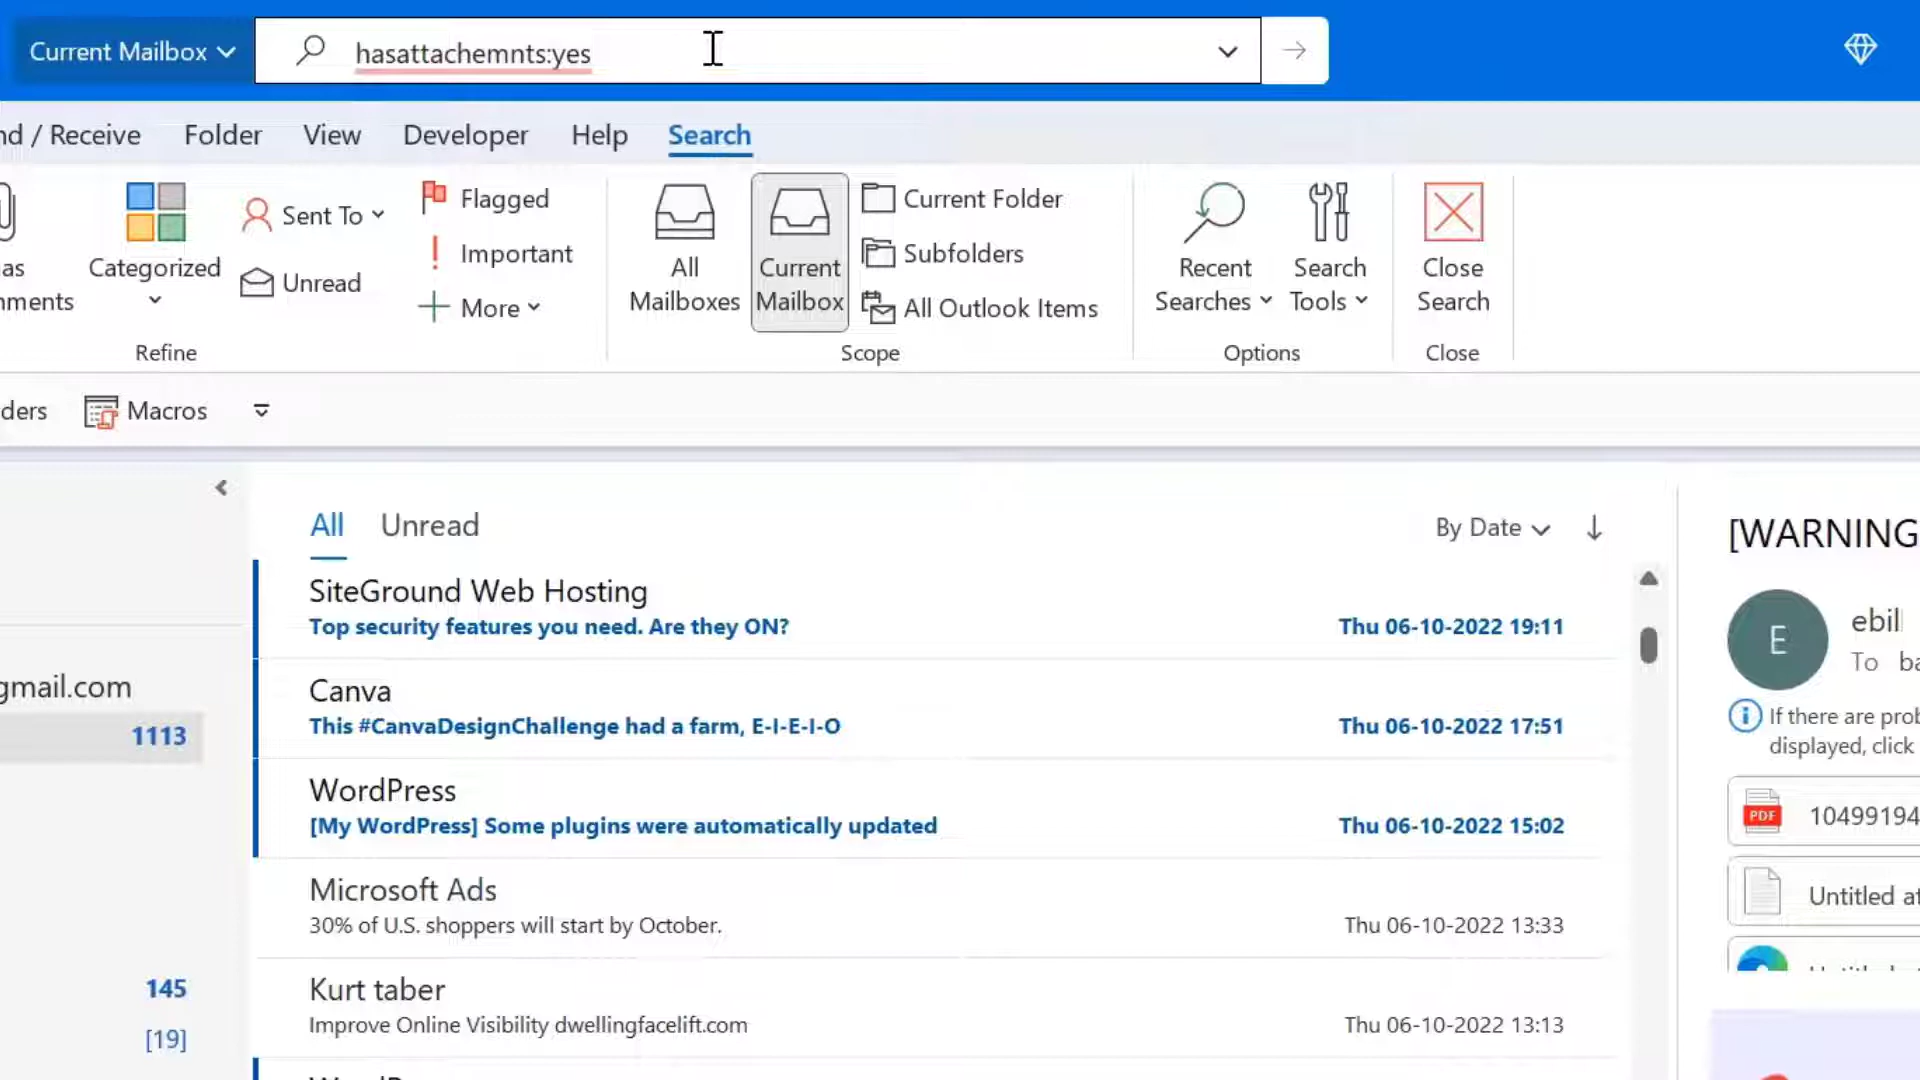 Current Mailbox
hasattachemnts:yes
nd / Receive Folder View Developer Help Search
as
nments
Categorized
Sent To
Unread
Flagged
Important
More
Refine
All
Mailboxes
Current
Mailbox
Current Folder
Subfolders
All Outlook Items
Scope
Recent
Searches
Search
Tools
Options
Close
Search
Close
ders Macros
gmail.com
1113
145
[19]
All Unread By Date
SiteGround Web Hosting
Top security features you need. Are they ON? Thu 06-10-2022 19:11
Canva
This #CanvaDesignChallenge had a farm, E-I-E-I-O Thu 06-10-2022 17:51
WordPress
[My WordPress] Some plugins were automatically updated Thu 06-10-2022 15:02
Microsoft Ads
30% of U.S. shoppers will start by October. Thu 06-10-2022 13:33
Kurt taber
Improve Online Visibility dwellingfacelift.com Thu 06-10-2022 13:13
[WARNING
E
ebill
To ba
If there are prob
displayed, click
PDF 10499194
Untitled at